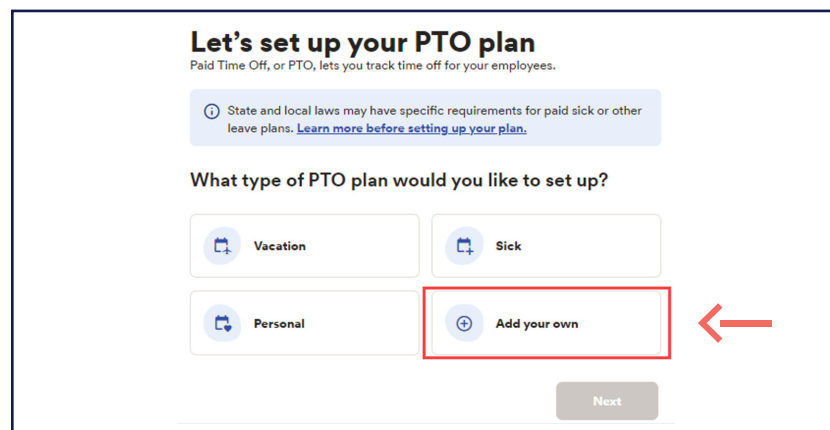 Let's set up your PTO plan
Paid Time Off, or PTO, lets you track time off for your employees.
State and local laws may have specific requirements for paid sick or other
leave plans. Learn more before setting up your plan.
What type of PTO plan would you like to set up?
Vacation
Sick
Personal
Add your own
Next